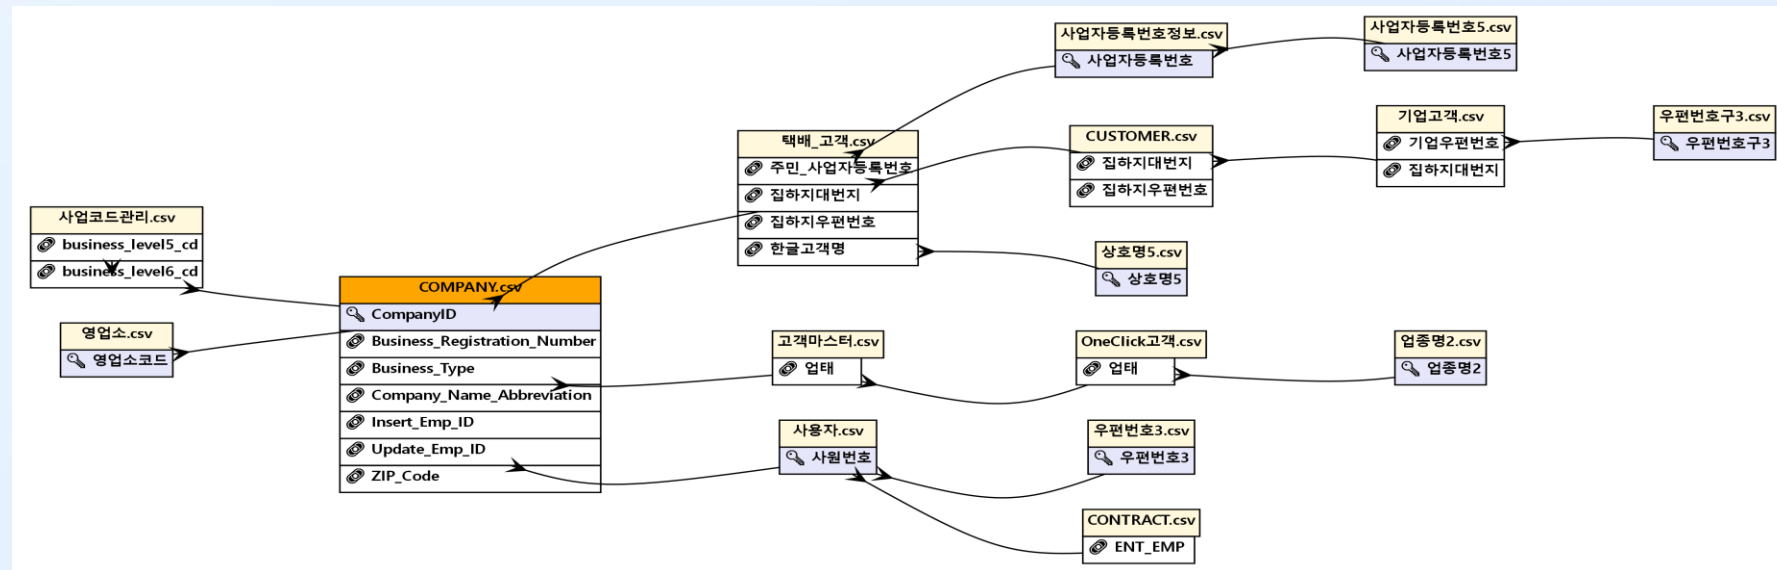 사업코드관리.csv
business_level5_cd
business_level6_cd
영업소.csv
영업소코드
COMPANY.csv
CompanyID
Business_Registration_Number
Business_Type
Company_Name_Abbreviation
Insert_Emp_ID
Update_Emp_ID
ZIP_Code
택배_고객.csv
주민_사업자등록번호
집하지대번지
집하지우편번호
한글고객명
고객마스터.csv
업태
사용자.csv
사원번호
사업자등록번호정보.csv
사업자등록번호
CUSTOMER.csv
집하지대번지
집하지우편번호
상호명5.csv
상호명5
OneClick고객.csv
업태
우편번호3.csv
우편번호3
CONTRACT.csv
ENT_EMP
사업자등록번호5.csv
사업자등록번호5
기업고객.csv
기업우편번호
집하지대번지
업종명2.csv
업종명2
우편번호구3.csv
우편번호구3